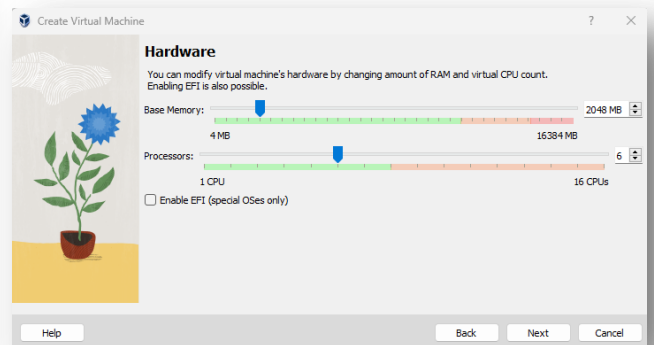 Create Virtual Machine
Hardware
You can modify virtual machine's hardware by changing amount of RAM and virtual CPU count.
Enabling EFI is also possible.
Base Memory: 2048 MB
4 MB 16384 MB
Processors: 6
1 CPU 16 CPUs
Enable EFI (special OSes only)
Help Back Next Cancel